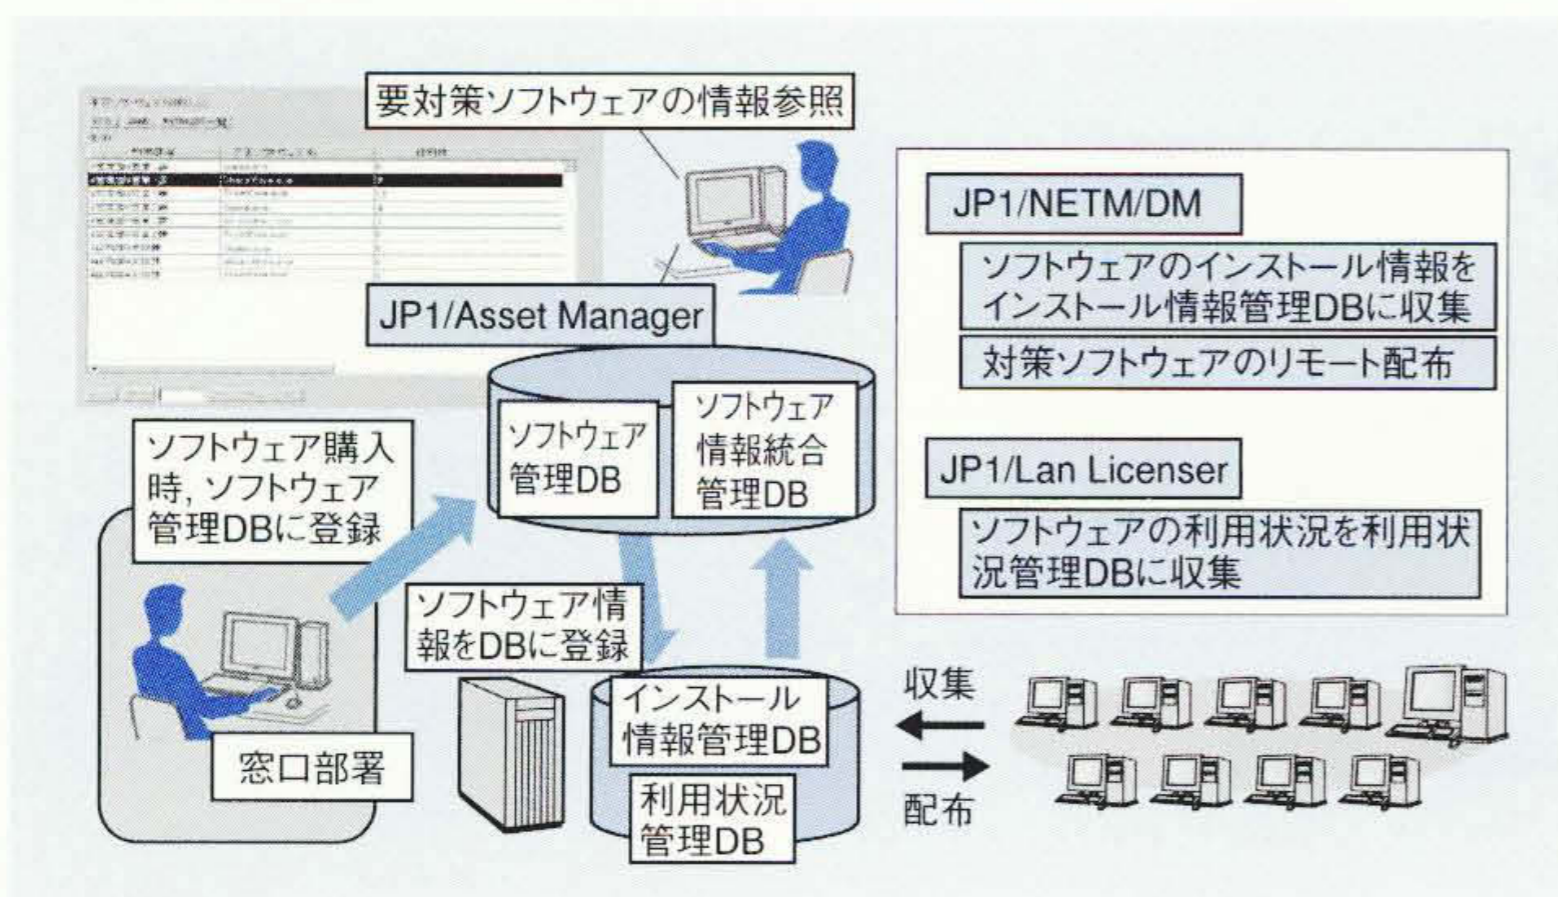 要対策ソフトウェアの情報参照
JP1/Asset Manager
ソフトウェア
管理DB
ソフトウェア
情報統合
管理DB
ソフトウェア購入
時,ソフトウェア
管理DBに登録
窓口部署
ソフトウェア情
報をDBに登録
インストール
情報管理DB
利用状況
管理DB
収集
配布
JP1/NETM/DM
ソフトウェアのインストール情報を
インストール情報管理DBに収集
対策ソフトウェアのリモート配布
JP1/Lan Licenser
ソフトウェアの利用状況を利用状
況管理DBに収集